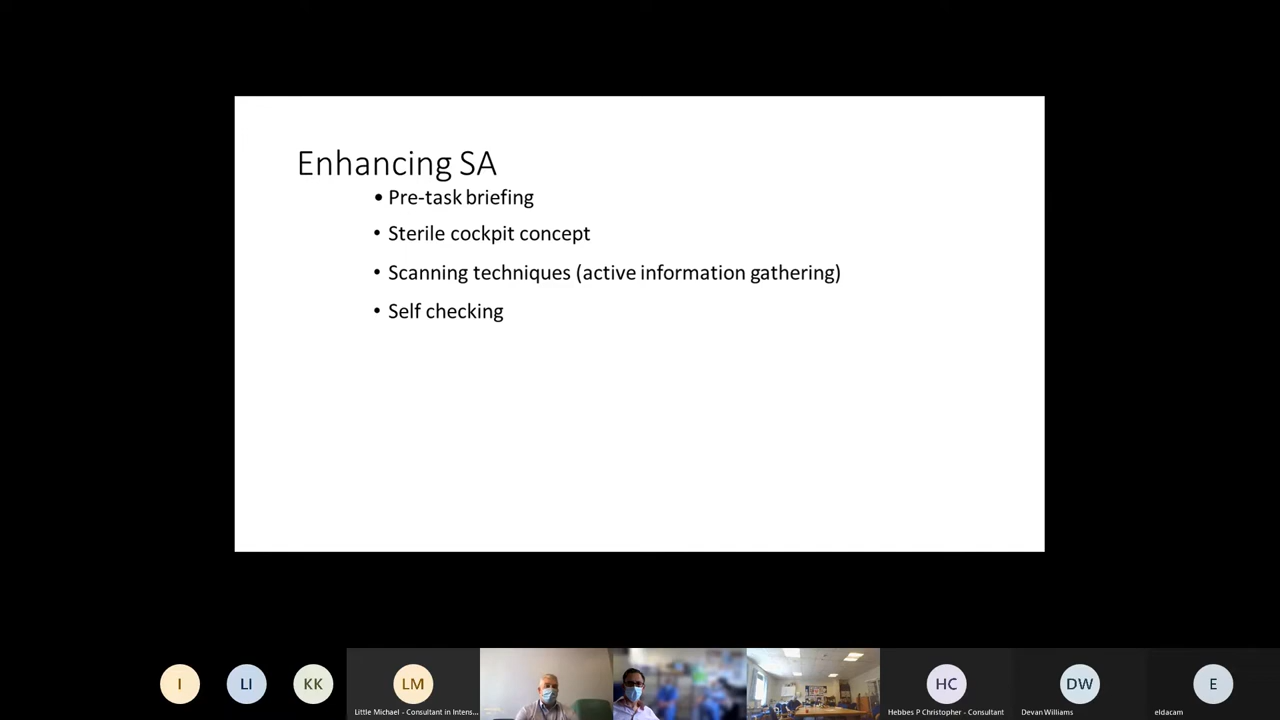 Enhancing SA
• Pre-task briefing
• Sterile cockpit concept
• Scanning techniques (active information gathering)
• Self checking
I
LI
KK
LM
HC
DW
E
Little Michael - Consultant in Intens...
Hebbes P Christopher - Consultant
Devan Williams
eldacam